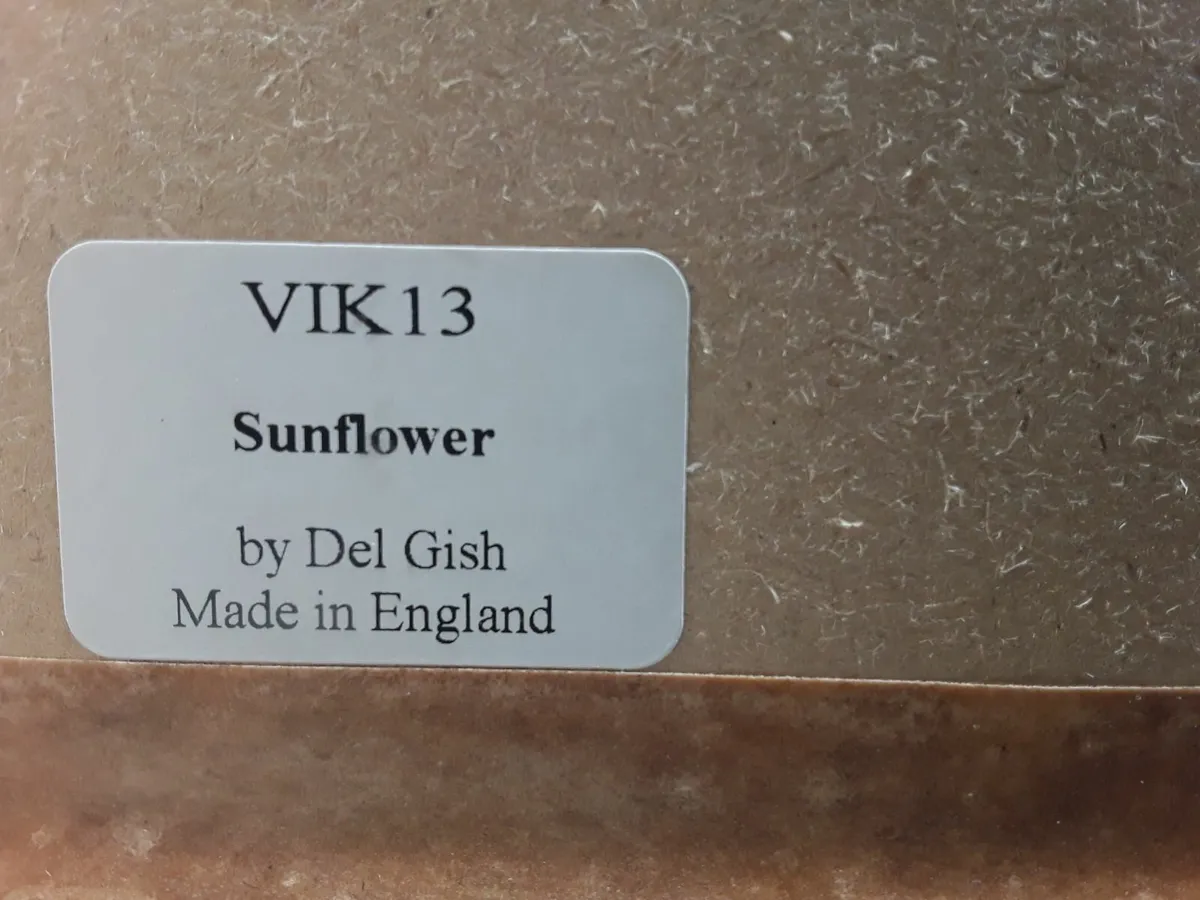 VIK13
Sunflower
by Del Gish
Made in England